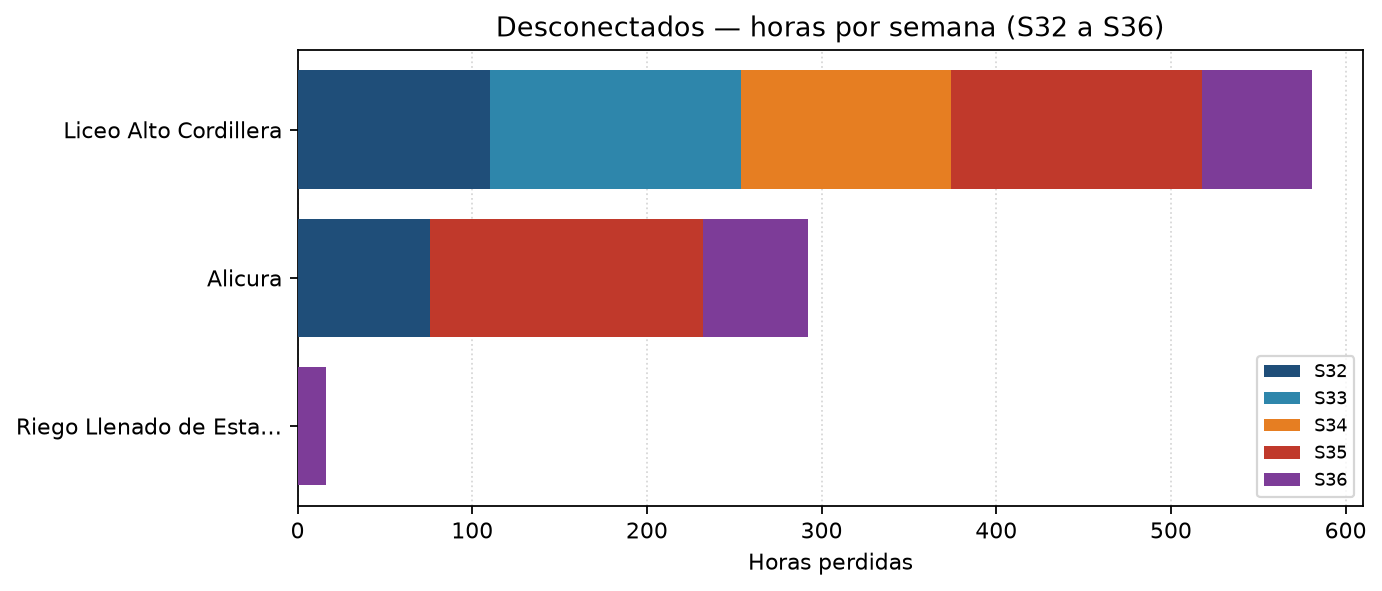 Desconectados — horas por semana (S32 a S36)
Liceo Alto Cordillera
Alicura
Riego Llenado de Esta...
S32
S33
S34
S35
S36
0 100 200 300 400 500 600
Horas perdidas